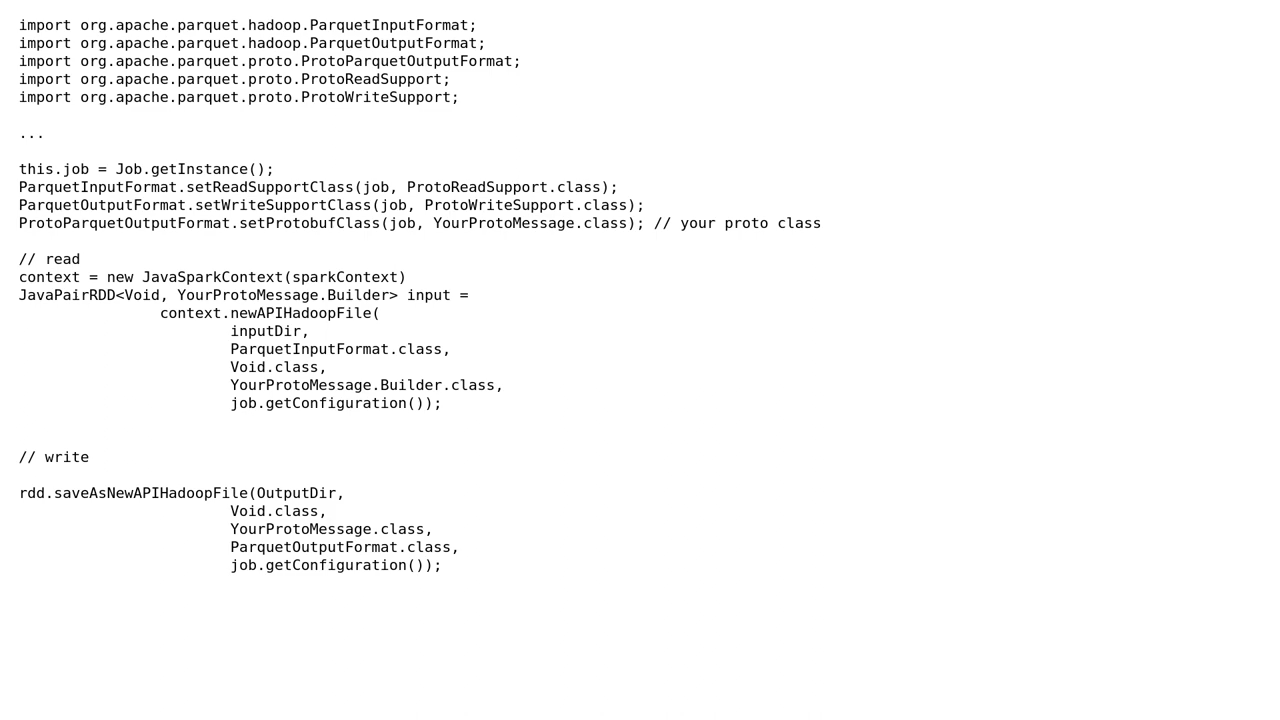 import org.apache.parquet.hadoop.ParquetInputFormat;
import org.apache.parquet.hadoop.ParquetOutputFormat;
import org.apache.parquet.proto.ProtoParquetOutputFormat;
import org.apache.parquet.proto.ProtoReadSupport;
import org.apache.parquet.proto.ProtoWriteSupport;

...

this.job = Job.getInstance();
ParquetInputFormat.setReadSupportClass(job, ProtoReadSupport.class);
ParquetOutputFormat.setWriteSupportClass(job, ProtoWriteSupport.class);
ProtoParquetOutputFormat.setProtobufClass(job, YourProtoMessage.class); // your proto class

// read
context = new JavaSparkContext(sparkContext)
JavaPairRDD<Void, YourProtoMessage.Builder> input =
                context.newAPIHadoopFile(
                        inputDir,
                        ParquetInputFormat.class,
                        Void.class,
                        YourProtoMessage.Builder.class,
                        job.getConfiguration());


// write

rdd.saveAsNewAPIHadoopFile(OutputDir,
                        Void.class,
                        YourProtoMessage.class,
                        ParquetOutputFormat.class,
                        job.getConfiguration());